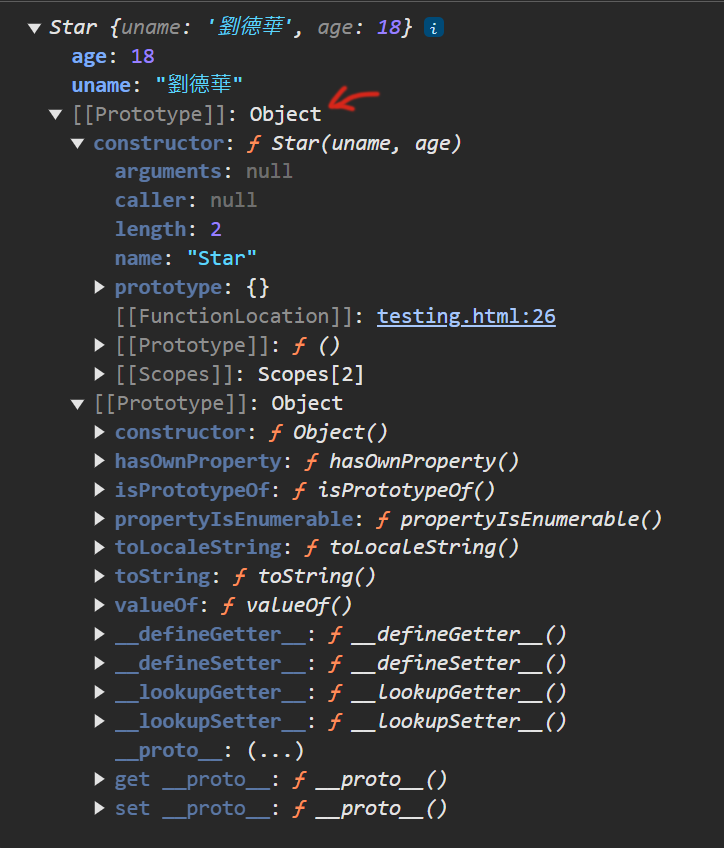 ▼ Star {uname: '劉德華', age: 18} i
age: 18
uname: "劉德華"
▼ [[Prototype]]: Object
▼ constructor: ƒ Star(uname, age)
arguments: null
caller: null
length: 2
name: "Star"
▶ prototype: {}
[[FunctionLocation]]: testing.html:26
▶ [[Prototype]]: ƒ ()
▶ [[Scopes]]: Scopes[2]
▼ [[Prototype]]: Object
▶ constructor: ƒ Object()
▶ hasOwnProperty: ƒ hasOwnProperty()
▶ isPrototypeOf: ƒ isPrototypeOf()
▶ propertyIsEnumerable: ƒ propertyIsEnumerable()
▶ toLocaleString: ƒ toLocaleString()
▶ toString: ƒ toString()
▶ valueOf: ƒ valueOf()
▶ __defineGetter__: ƒ __defineGetter__()
▶ __defineSetter__: ƒ __defineSetter__()
▶ __lookupGetter__: ƒ __lookupGetter__()
▶ __lookupSetter__: ƒ __lookupSetter__()
__proto__: (...)
▶ get __proto__: ƒ __proto__()
▶ set __proto__: ƒ __proto__()